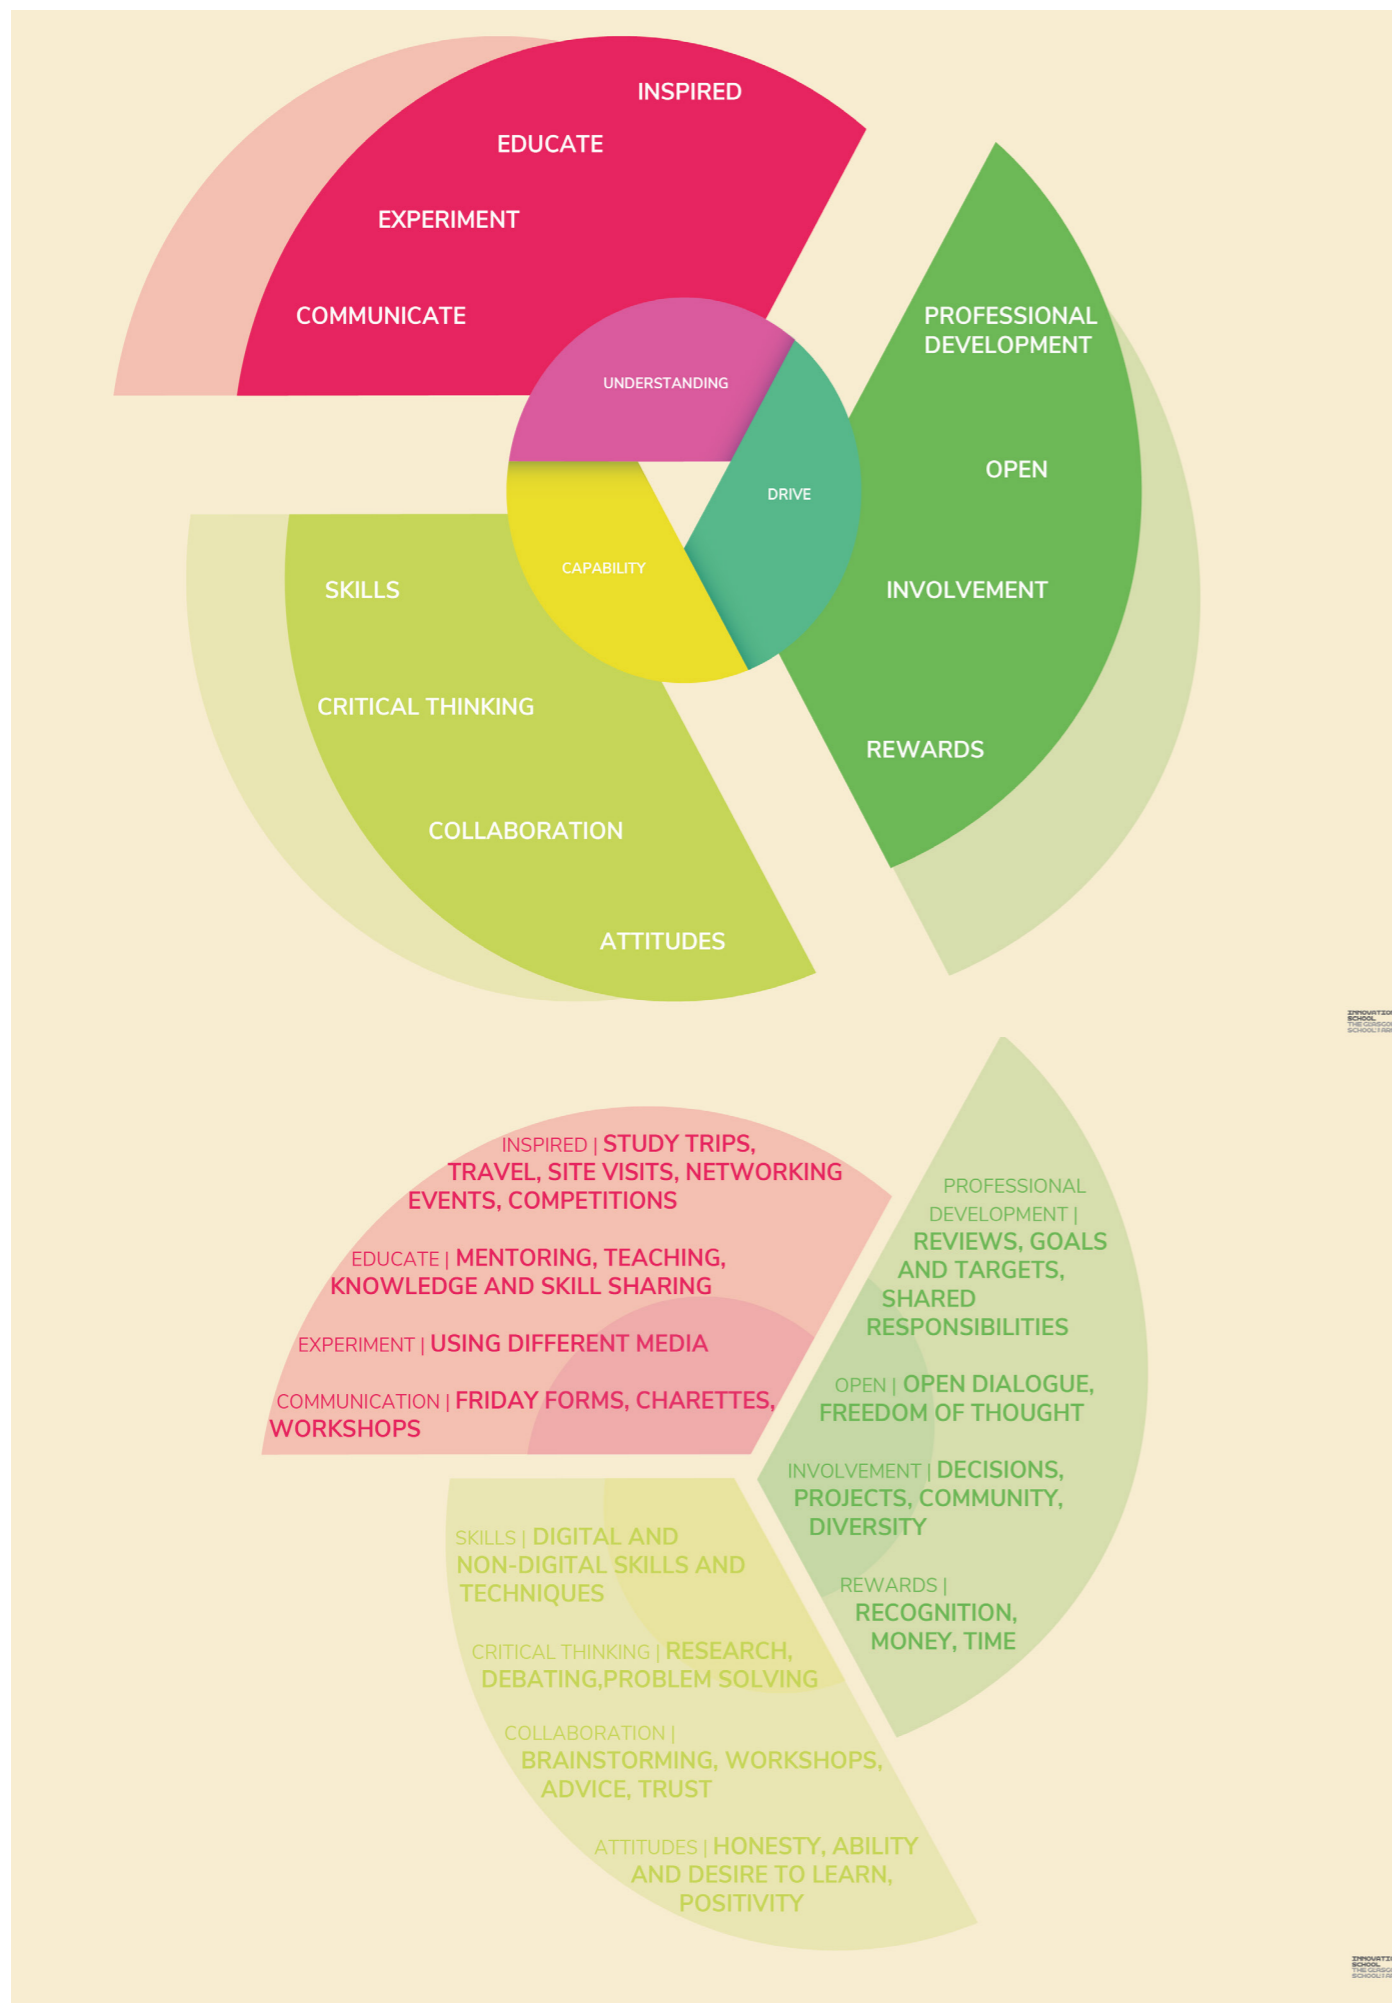 INSPIRED
EDUCATE
EXPERIMENT
COMMUNICATE
UNDERSTANDING
PROFESSIONAL
DEVELOPMENT
OPEN
DRIVE
INVOLVEMENT
REWARDS
CAPABILITY
SKILLS
CRITICAL THINKING
COLLABORATION
ATTITUDES
SCHOOL
INSPIRED | STUDY TRIPS,
TRAVEL, SITE VISITS, NETWORKING
EVENTS, COMPETITIONS
EDUCATE | MENTORING, TEACHING,
KNOWLEDGE AND SKILL SHARING
EXPERIMENT | USING DIFFERENT MEDIA
COMMUNICATION | FRIDAY FORMS, CHARETTES,
WORKSHOPS
PROFESSIONAL
DEVELOPMENT |
REVIEWS, GOALS
AND TARGETS,
SHARED
RESPONSIBILITIES
OPEN | OPEN DIALOGUE,
FREEDOM OF THOUGHT
INVOLVEMENT | DECISIONS,
PROJECTS, COMMUNITY,
DIVERSITY
REWARDS |
RECOGNITION,
MONEY, TIME
SKILLS | DIGITAL AND
NON-DIGITAL SKILLS AND
TECHNIQUES
CRITICAL THINKING | RESEARCH,
DEBATING,PROBLEM SOLVING
COLLABORATION |
BRAINSTORMING, WORKSHOPS,
ADVICE, TRUST
ATTITUDES | HONESTY, ABILITY
AND DESIRE TO LEARN,
POSITIVITY
SCHOOL